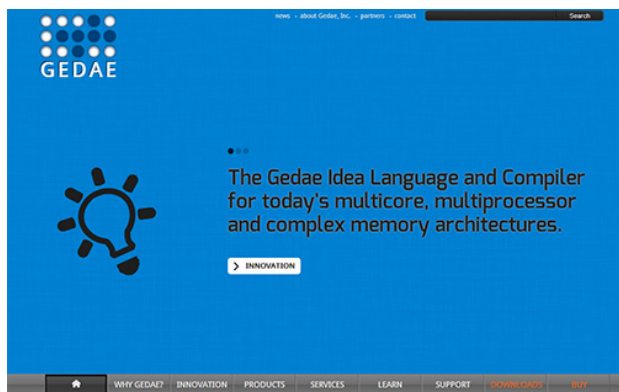 news - about Gedae, Inc. - partners - contact
Search
GEDAE
The Gedae Idea Language and Compiler
for today's multicore, multiprocessor
and complex memory architectures.
INNOVATION
WHY GEDAE? INNOVATION PRODUCTS SERVICES LEARN SUPPORT DOWNLOADS BUY